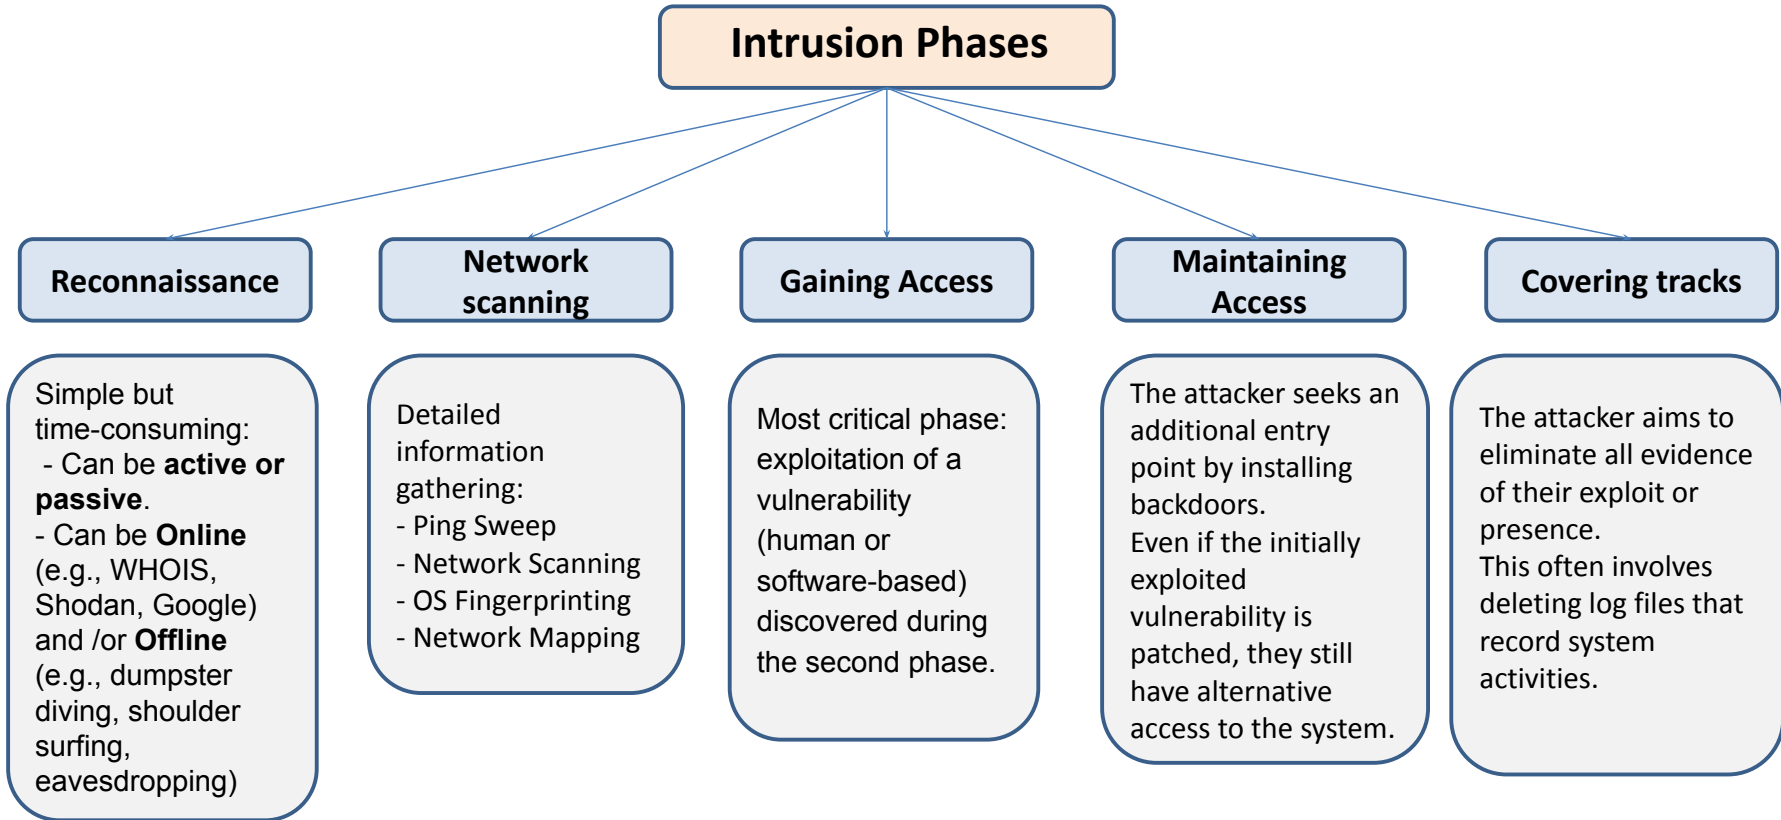 Intrusion Phases
Reconnaissance
Network
scanning
Gaining Access
Maintaining
Access
Covering tracks
Simple but
time-consuming:
- Can be active or
passive.
- Can be Online
(e.g., WHOIS,
Shodan, Google)
and /or Offline
(e.g., dumpster
diving, shoulder
surfing,
eavesdropping)
Detailed
information
gathering:
- Ping Sweep
- Network Scanning
- OS Fingerprinting
- Network Mapping
Most critical phase:
exploitation of a
vulnerability
(human or
software-based)
discovered during
the second phase.
The attacker seeks an
additional entry
point by installing
backdoors.
Even if the initially
exploited
vulnerability is
patched, they still
have alternative
access to the system.
The attacker aims to
eliminate all evidence
of their exploit or
presence.
This often involves
deleting log files that
record system
activities.